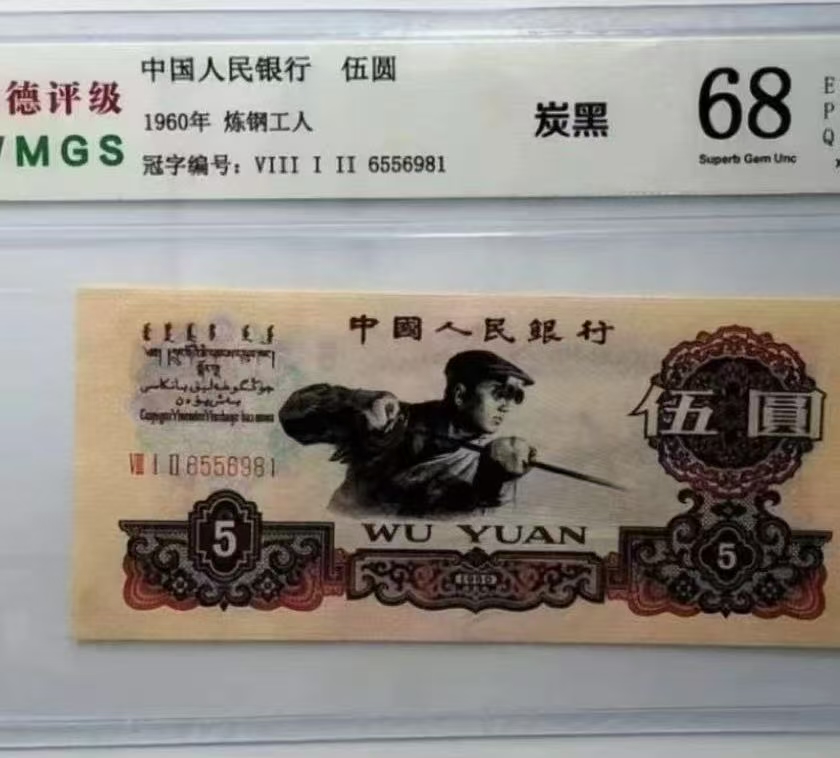 德评级
MGS
中国人民银行 伍圆
1960年 炼钢工人
冠字编号：VIII I II 6556981
炭黑
68
Superb Gem Unc
E
P
Q
中國人民銀行
伍圓
VIII I II 6556981
5
WU YUAN
5
1960